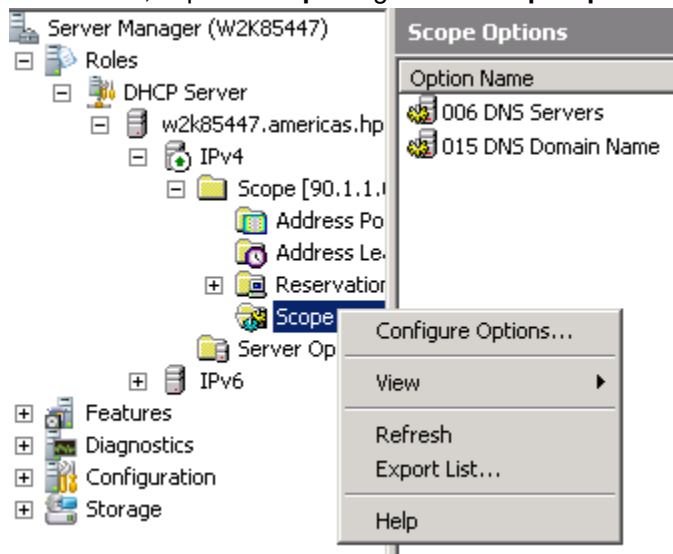 Server Manager (W2K85447)
Roles
DHCP Server
w2k85447.americas.hp
IPv4
Scope [90.1.1.
Address Po
Address Le
Reservation
Scope
Server Op
IPv6
Features
Diagnostics
Configuration
Storage
Scope Options
Option Name
006 DNS Servers
015 DNS Domain Name
Configure Options...
View
Refresh
Export List...
Help